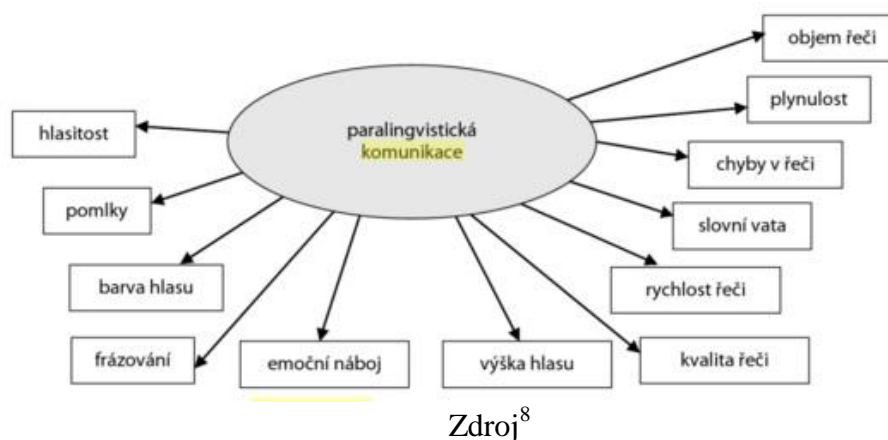 objem řeči
plynulost
hlasitost
paralingvistická
komunikace
chyby v řeči
pomlky
slovní vata
barva hlasu
rychlost řeči
frázování
emoční náboj
výška hlasu
kvalita řeči
Zdroj8